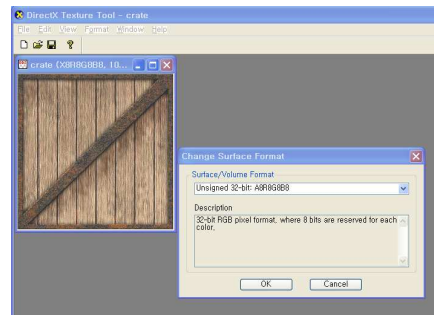 DirectX Texture Tool - crate
File Edit View Format Window Help
crate (X8R8G8B8, 10...
Change Surface Format
Surface/Volume Format
Unsigned 32-bit: A8R8G8B8
Description
32-bit RGB pixel format, where 8 bits are reserved for each
color.
OK Cancel